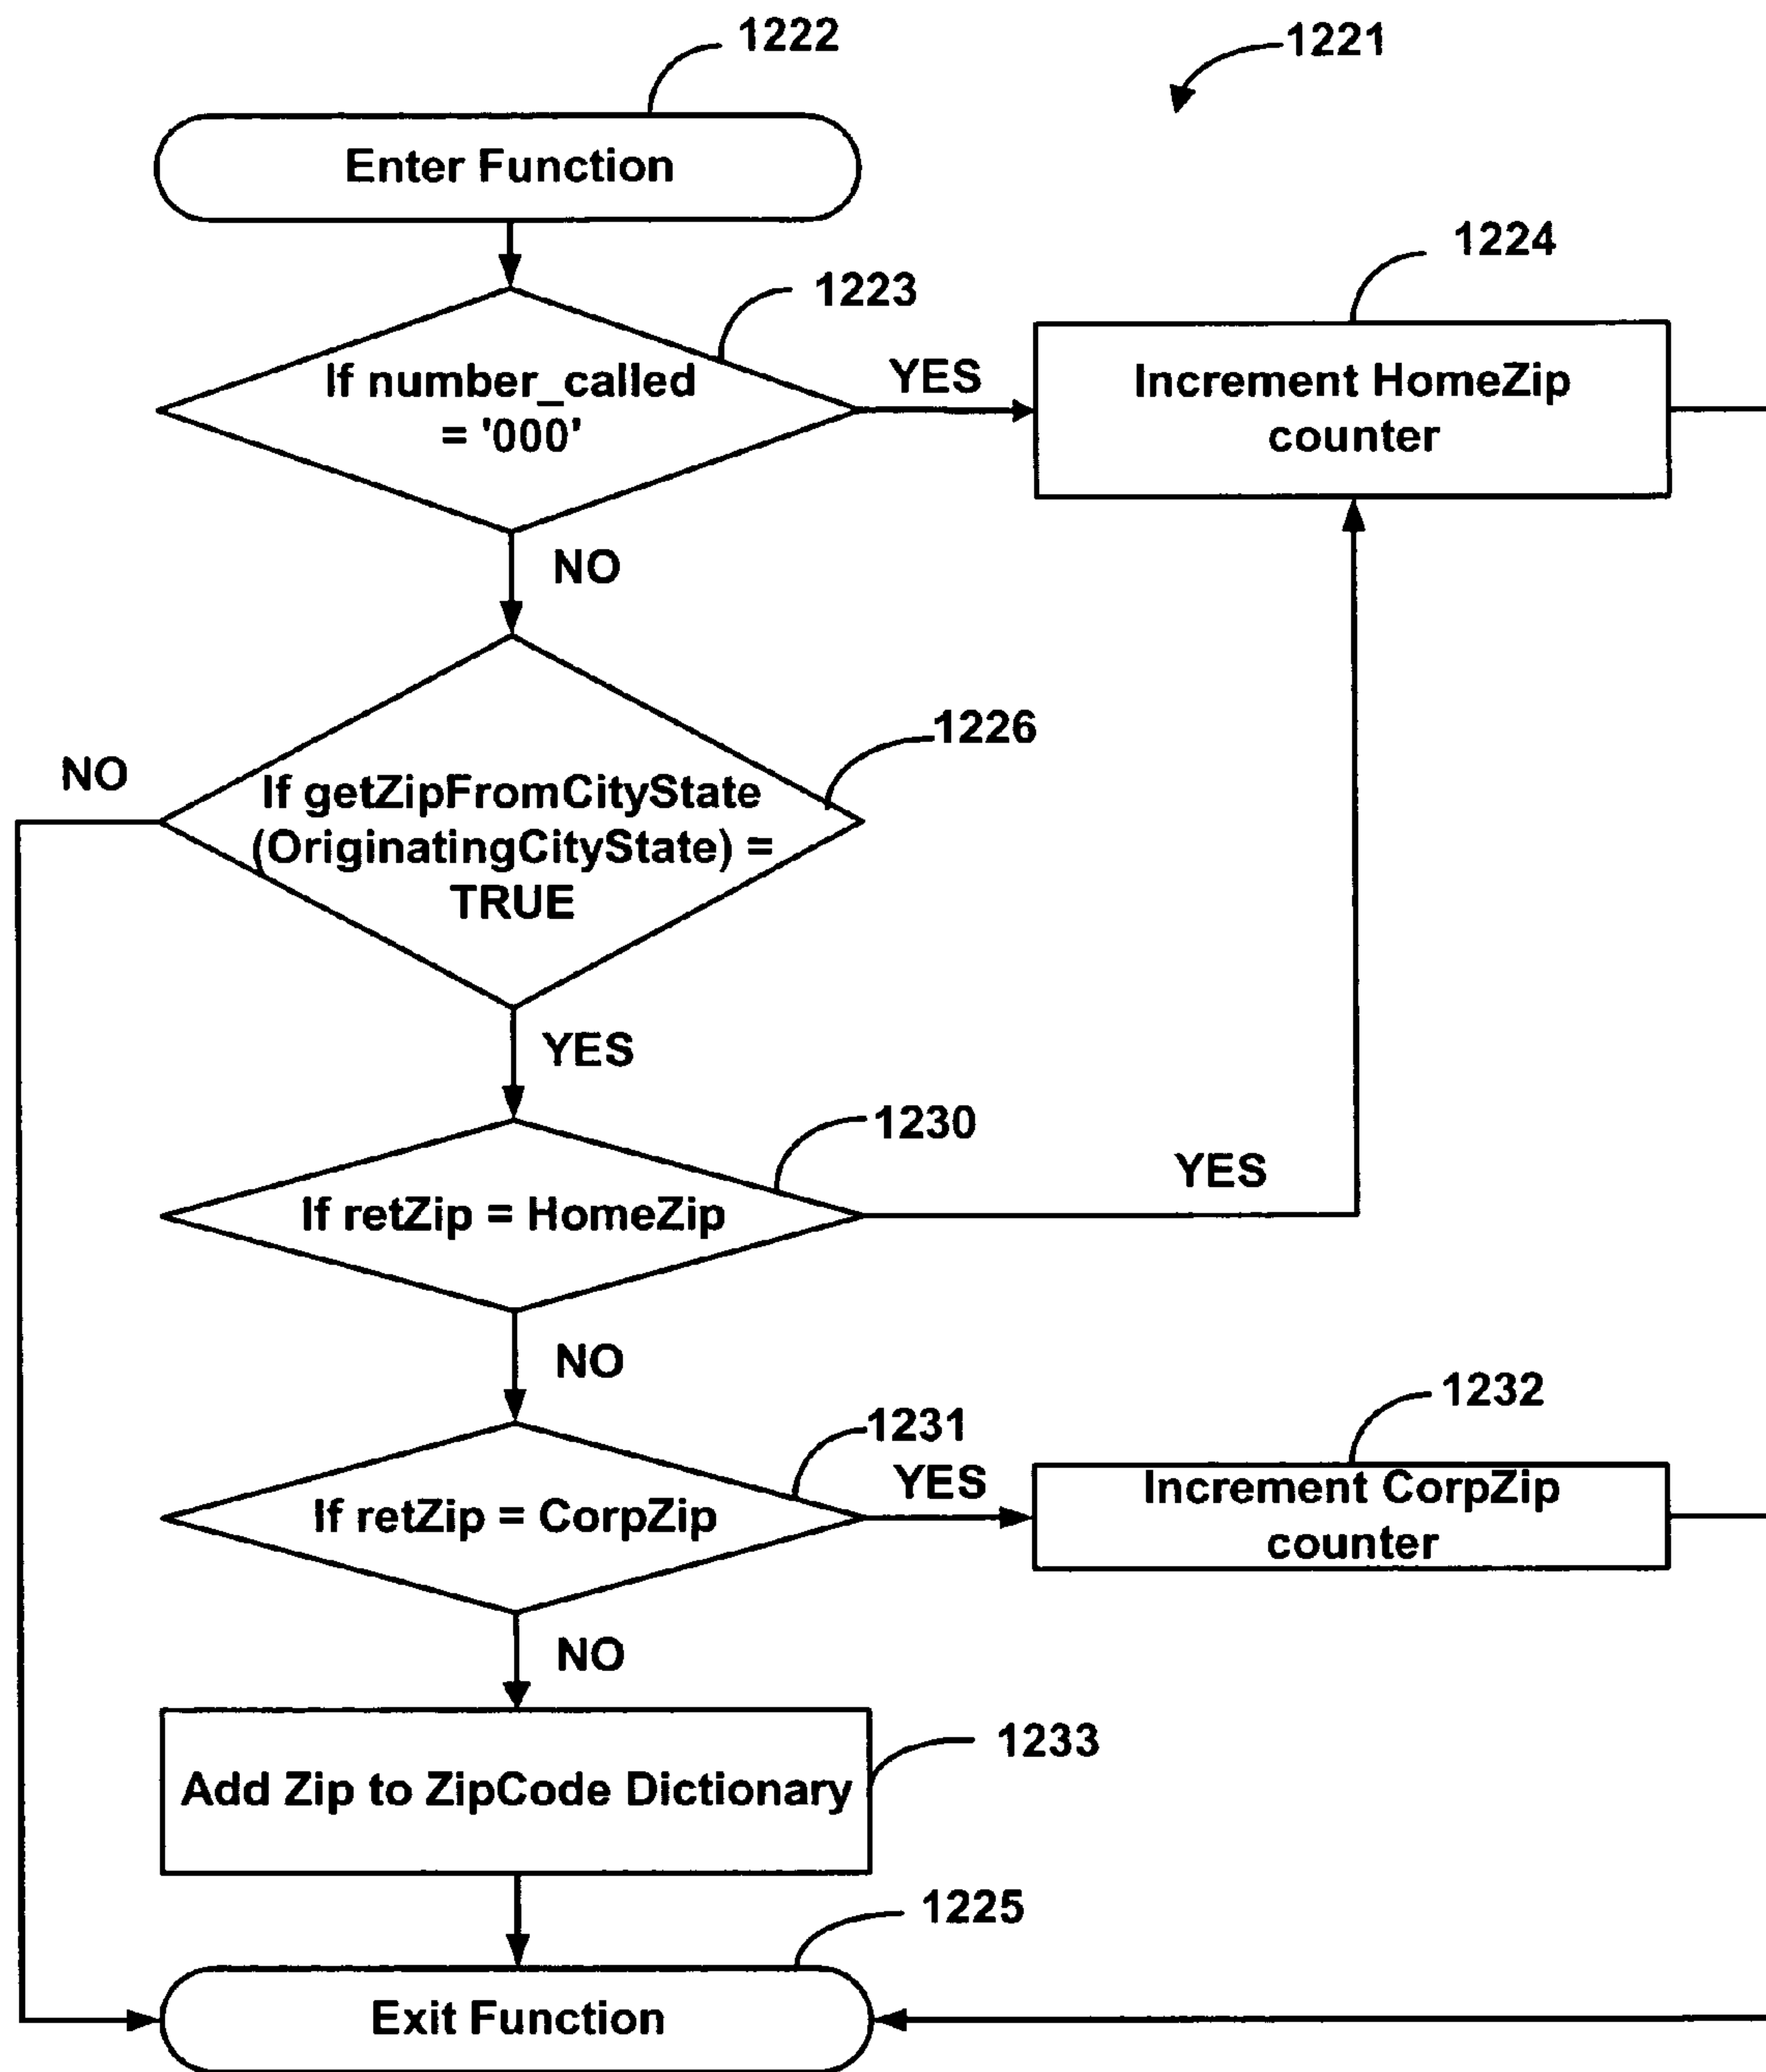 1222
1221
Enter Function
1223
1224
If number_called
= '000'
YES
Increment HomeZip
counter
NO
1226
NO
If getZipFromCityState
(OriginatingCityState) =
TRUE
YES
1230
If retZip = HomeZip
YES
NO
1231
1232
If retZip = CorpZip
YES
Increment CorpZip
counter
NO
1233
Add Zip to ZipCode Dictionary
1225
Exit Function